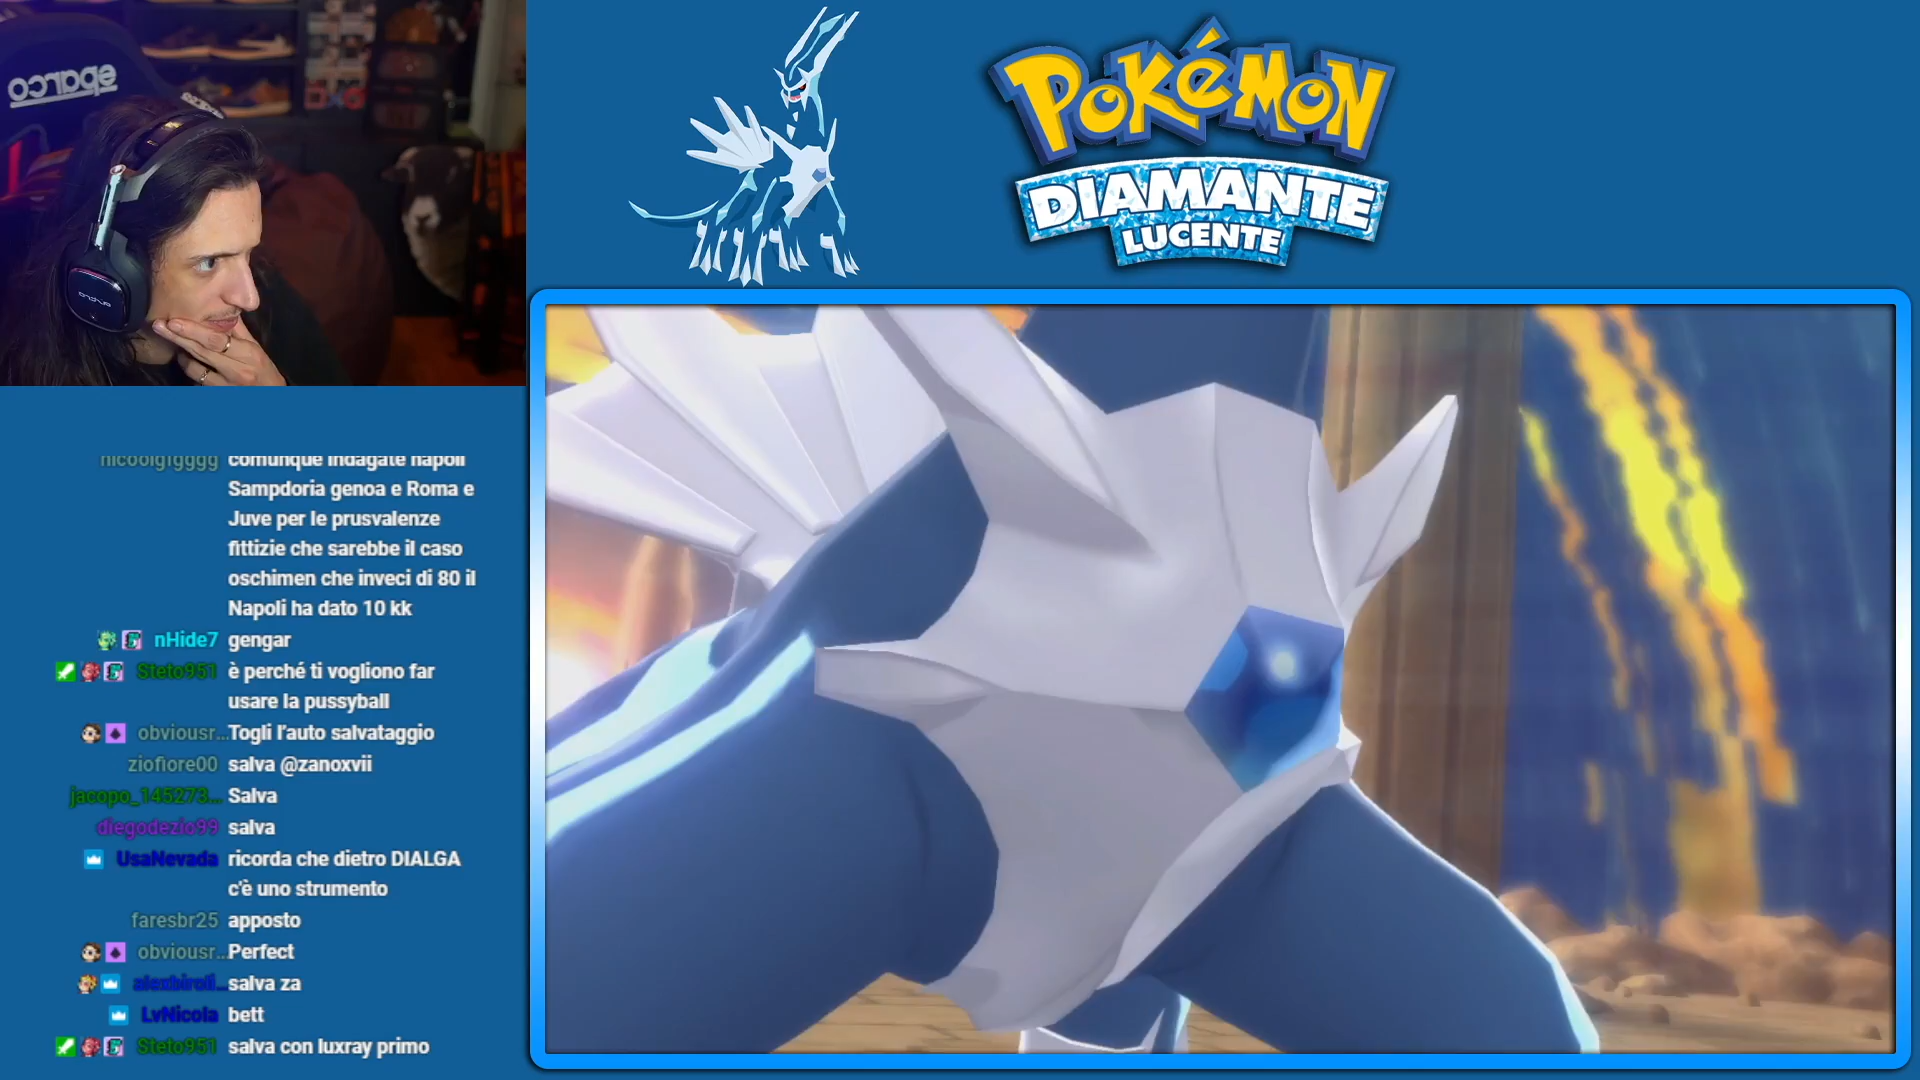 sparco
POKÉMON
DIAMANTE
LUCENTE
comunque indagate napoli
Sampdoria genoa e Roma e
Juve per le prusvalenze
fittizie che sarebbe il caso
oschimen che inveci di 80 il
Napoli ha dato 10 kk
nHide7 gengar
Steto951 è perché ti vogliono far
usare la pussyball
obviousr... Togli l'auto salvataggio
ziofiore00 salva @zanoxvii
jacopo_145273... Salva
diegodezio99 salva
UsaNevada ricorda che dietro DIALGA
c'è uno strumento
faresbr25 apposto
obviousr... Perfect
alexbiroli... salva za
LvNicola bett
Steto951 salva con luxray primo